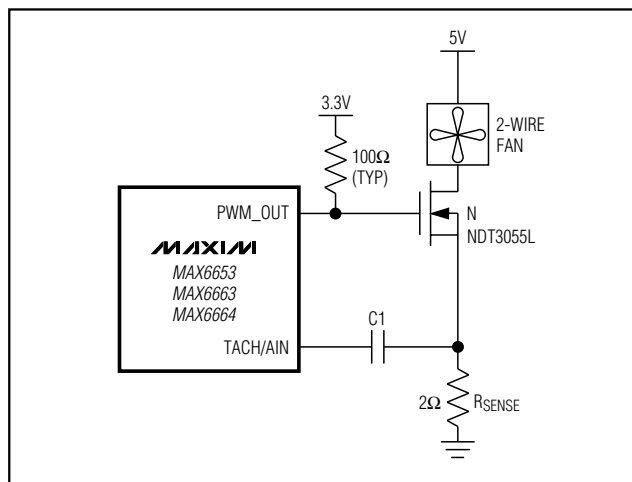 5V
3.3V
2-WIRE
FAN
100Ω
(TYP)
PWM_OUT
N
NDT3055L
MAXIM
MAX6653
MAX6663
MAX6664
C1
TACH/AIN
2Ω
RSENSE